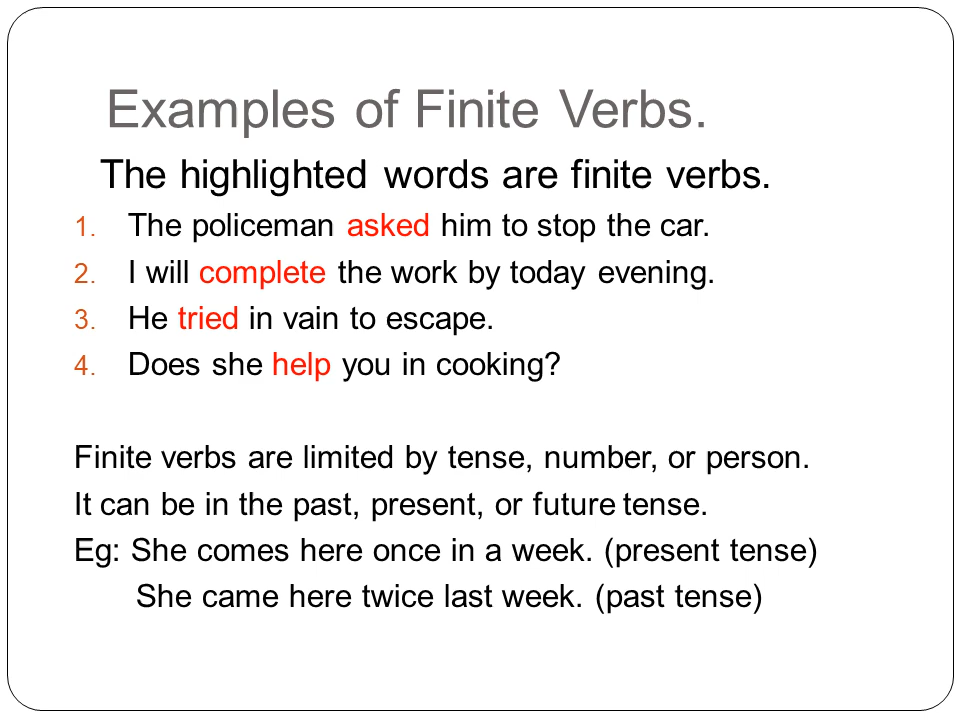 Examples of Finite Verbs.
The highlighted words are finite verbs.
1. The policeman asked him to stop the car.
2. I will complete the work by today evening.
3. He tried in vain to escape.
4. Does she help you in cooking?
Finite verbs are limited by tense, number, or person.
It can be in the past, present, or future tense.
Eg: She comes here once in a week. (present tense)
She came here twice last week. (past tense)